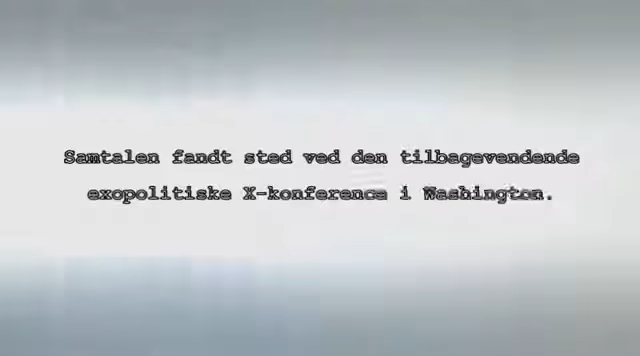 Samtalen fandt sted ved den tilbagevendende
exopolitiske X-konference i Washington.